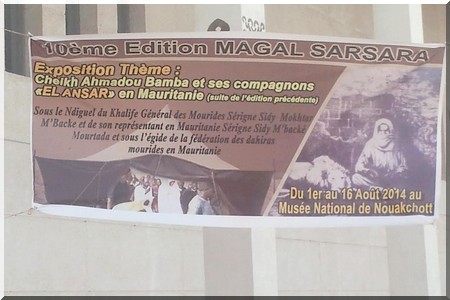 10ème Edition MAGAL SARSARA
Exposition Thème :
Cheikh Ahmadou Bamba et ses compagnons
«EL ANSAR» en Mauritanie (suite de l'édition précédente)
Sous le Ndiguel du Khalife Général des Mourides Sérigne Sidy Mokhtar
M'Backe et de son représentant en Mauritanie Sérigne Sidy M'backé
Mourtada et sous l'égide de la fédération des dahiras
mourides en Mauritanie
Du 1er au 16 Août 2014 au
Musée National de Nouakchott